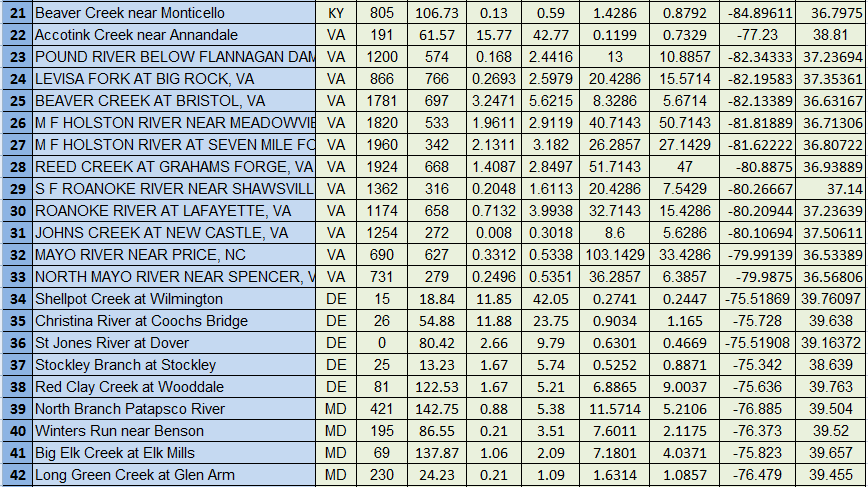 21 Beaver Creek near Monticello KY 805 106.73 0.13 0.59 1.4286 0.8792 -84.89611 36.7975
22 Accotink Creek near Annandale VA 191 61.57 15.77 42.77 0.1199 0.7329 -77.23 38.81
23 POUND RIVER BELOW FLANNAGAN DAM VA 1200 574 0.168 2.4416 13 10.8857 -82.34333 37.23694
24 LEVISA FORK AT BIG ROCK, VA VA 866 766 0.2693 2.5979 20.4286 15.5714 -82.19583 37.35361
25 BEAVER CREEK AT BRISTOL, VA VA 1781 697 3.2471 5.6215 8.3286 5.6714 -82.13389 36.63167
26 M F HOLSTON RIVER NEAR MEADOWVIE VA 1820 533 1.9611 2.9119 40.7143 50.7143 -81.81889 36.71306
27 M F HOLSTON RIVER AT SEVEN MILE FO VA 1960 342 2.1311 3.182 26.2857 27.1429 -81.62222 36.80722
28 REED CREEK AT GRAHAMS FORGE, VA VA 1924 668 1.4087 2.8497 51.7143 47 -80.8875 36.93889
29 S F ROANOKE RIVER NEAR SHAWSVILL VA 1362 316 0.2048 1.6113 20.4286 7.5429 -80.26667 37.14
30 ROANOKE RIVER AT LAFAYETTE, VA VA 1174 658 0.7132 3.9938 32.7143 15.4286 -80.20944 37.23639
31 JOHNS CREEK AT NEW CASTLE, VA VA 1254 272 0.008 0.3018 8.6 5.6286 -80.10694 37.50611
32 MAYO RIVER NEAR PRICE, NC VA 690 627 0.3312 0.5338 103.1429 33.4286 -79.99139 36.53389
33 NORTH MAYO RIVER NEAR SPENCER, V VA 731 279 0.2496 0.5351 36.2857 6.3857 -79.9875 36.56806
34 Shellpot Creek at Wilmington DE 15 18.84 11.85 42.05 0.2741 0.2447 -75.51869 39.76097
35 Christina River at Coochs Bridge DE 26 54.88 11.88 23.75 0.9034 1.165 -75.728 39.638
36 St Jones River at Dover DE 0 80.42 2.66 9.79 0.6301 0.4669 -75.51908 39.16372
37 Stockley Branch at Stockley DE 25 13.23 1.67 5.74 0.5252 0.8871 -75.342 38.639
38 Red Clay Creek at Wooddale DE 81 122.53 1.67 5.21 6.8865 9.0037 -75.636 39.763
39 North Branch Patapsco River MD 421 142.75 0.88 5.38 11.5714 5.2106 -76.885 39.504
40 Winters Run near Benson MD 195 86.55 0.21 3.51 7.6011 2.1175 -76.373 39.52
41 Big Elk Creek at Elk Mills MD 69 137.87 1.06 2.09 7.1801 4.0371 -75.823 39.657
42 Long Green Creek at Glen Arm MD 230 24.23 0.21 1.09 1.6314 1.0857 -76.479 39.455